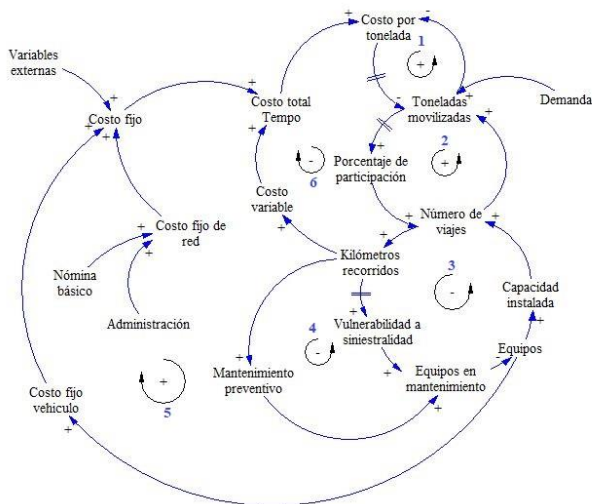 Costo por
tonelada
1
Variables
externas
Costo fijo
Costo total
Tempo
Toneladas
movilizadas
Demanda
2
6
Porcentaje de
participación
Costo
variable
Costo fijo de
red
Número de
viajes
Nómina
básico
Kilómetros
recorridos
3
Capacidad
instalada
Administración
4
Vulnerabilidad a
siniestralidad
Equipos
Mantenimiento
preventivo
Equipos en
mantenimiento
Costo fijo
vehiculo
5